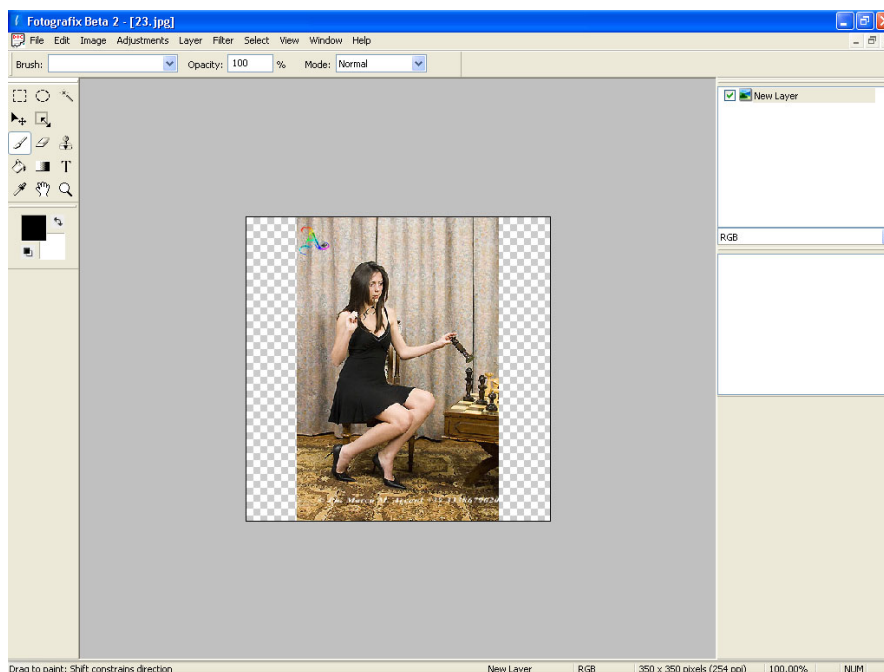 Fotografix Beta 2 - [23.jpg]
File Edit Image Adjustments Layer Filter Select View Window Help
Brush: Opacity: 100 % Mode: Normal
New Layer
T
RGB
Drag to paint: Shift constrains direction New Layer RGB 350 x 350 pixels (254 ppi) 100.00% NUM